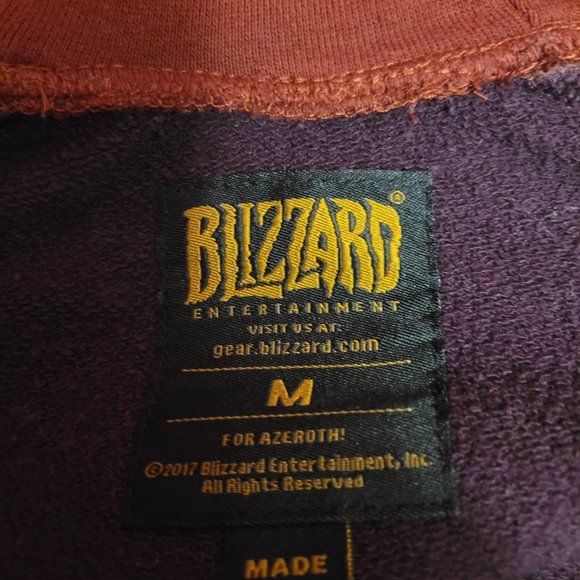 BLIZZARD®
ENTERTAINMENT
VISIT US AT:
gear.blizzard.com
M
FOR AZEROTH!
©2017 Blizzard Entertainment, Inc.
All Rights Reserved
MADE